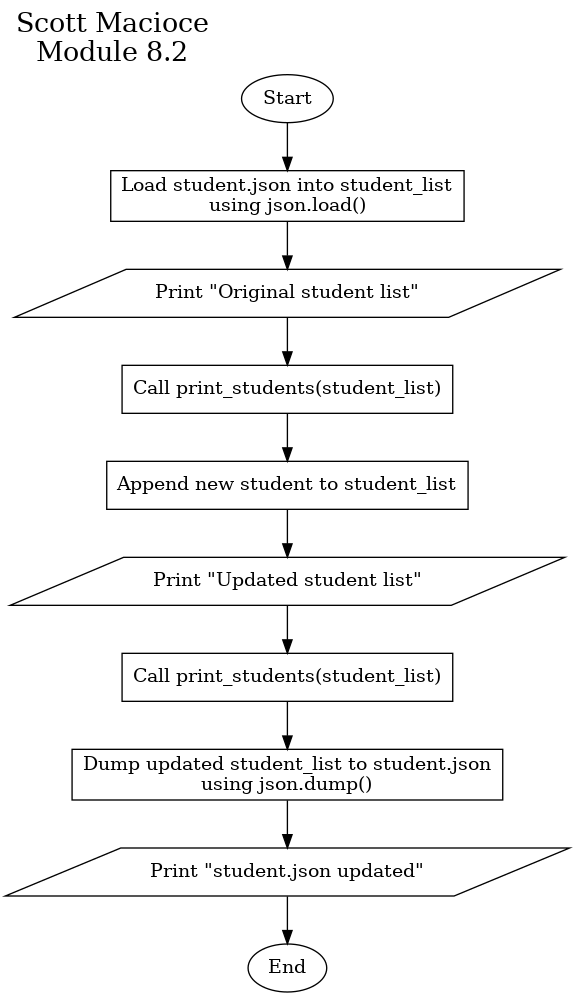 Scott Macioce
Module 8.2
Start
Load student.json into student_list
using json.load()
Print "Original student list"
Call print_students(student_list)
Append new student to student_list
Print "Updated student list"
Call print_students(student_list)
Dump updated student_list to student.json
using json.dump()
Print "student.json updated"
End